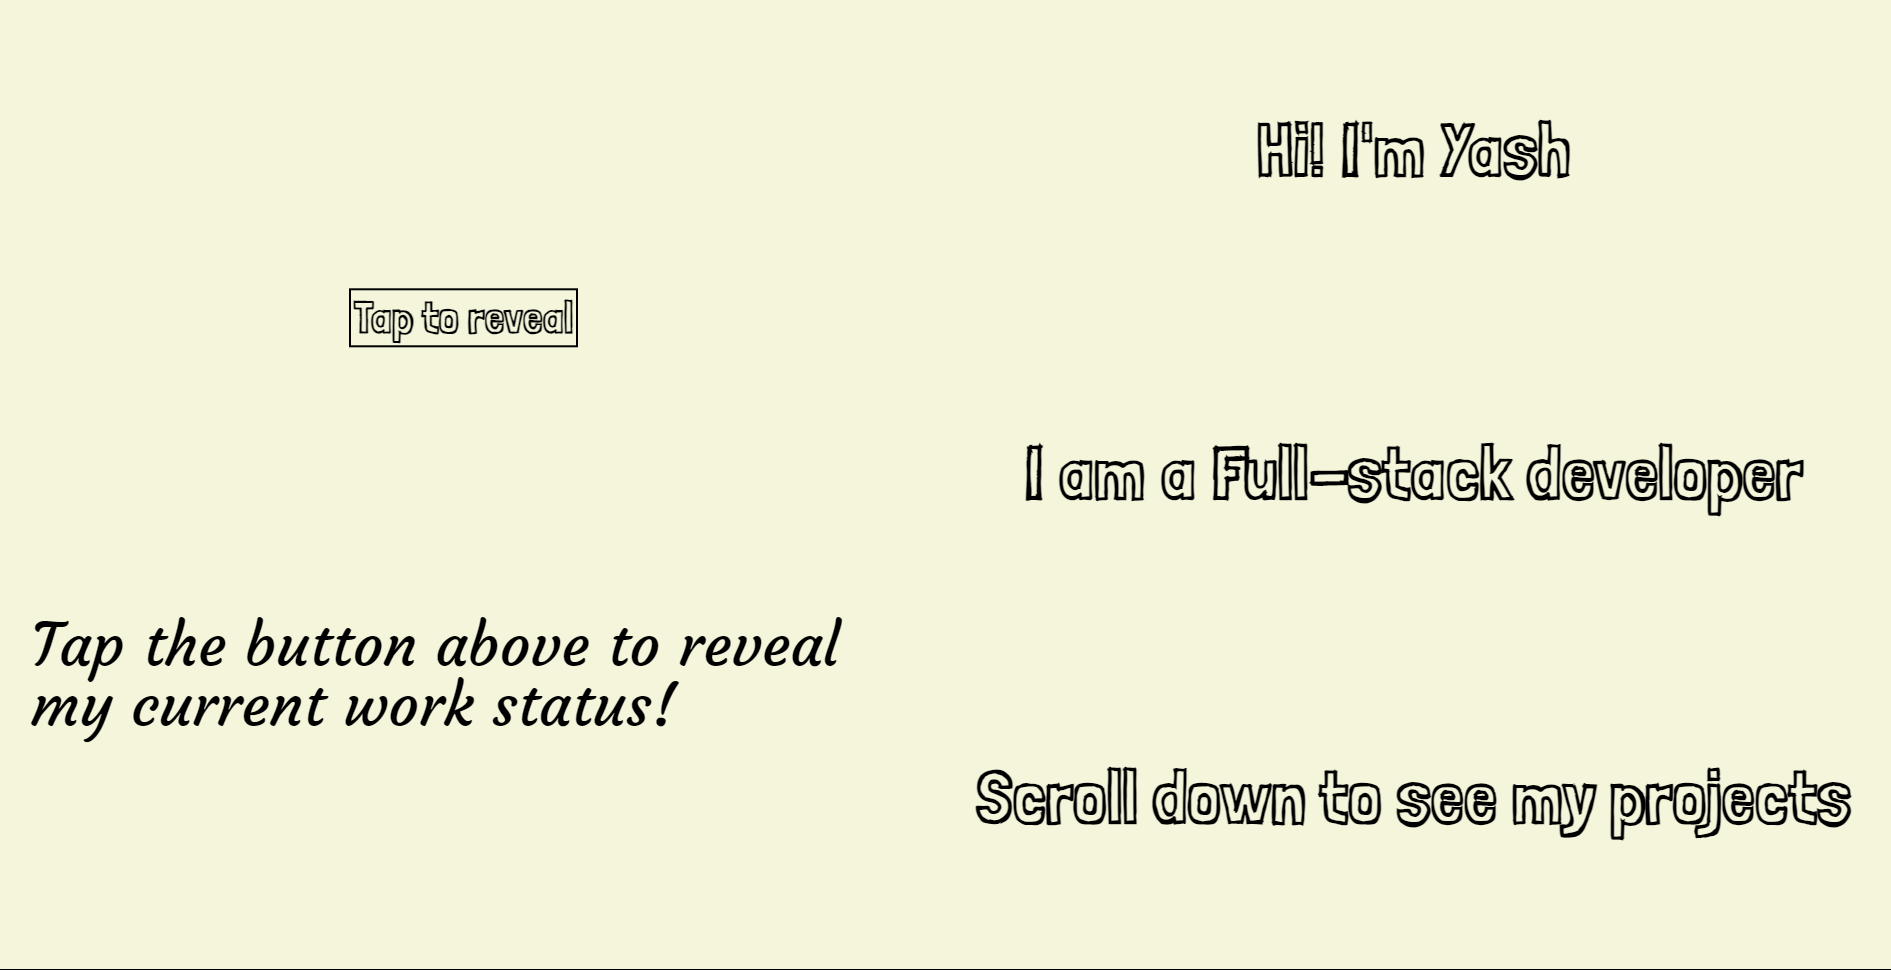 Tap to reveal
Tap the button above to reveal
my current work status!
Hi! I'm Yash
I am a Full-stack developer
Scroll down to see my projects